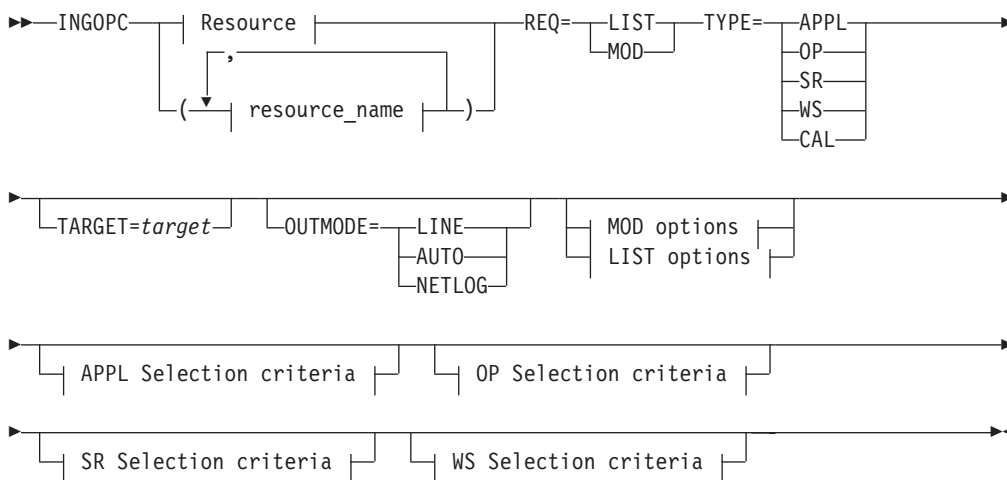 INGOPC Resource REQ= LIST TYPE= APPL
, MOD OP
( resource_name ) SR
WS
CAL
TARGET=target OUTMODE= LINE MOD options
AUTO LIST options
NETLOG
APPL Selection criteria OP Selection criteria
SR Selection criteria WS Selection criteria